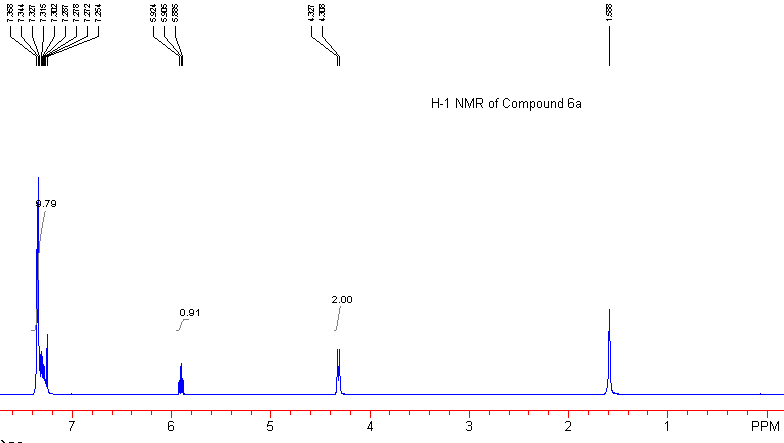 7.358 7.344 7.327 7.315 7.302 7.287 7.278 7.272 7.254 5.924 5.905 5.885 4.327 4.308 1.588
H-1 NMR of Compound 6a
9.79
2.00
0.91
7 6 5 4 3 2 1 PPM